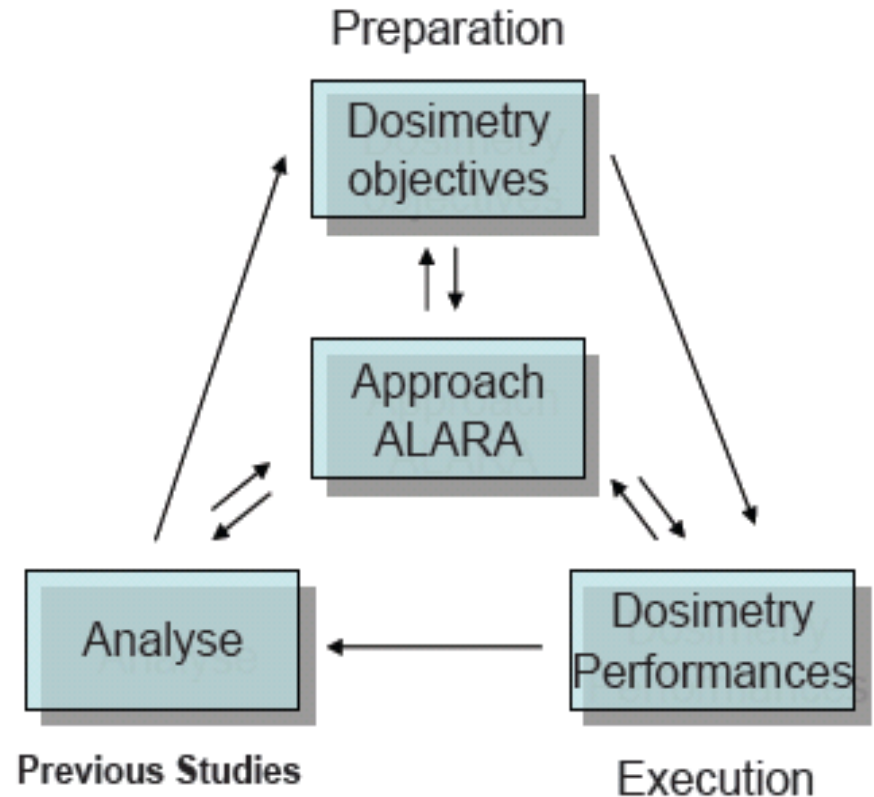 Preparation
Dosimetry
objectives
Approach
ALARA
Analyse
Dosimetry
Performances
Previous Studies
Execution